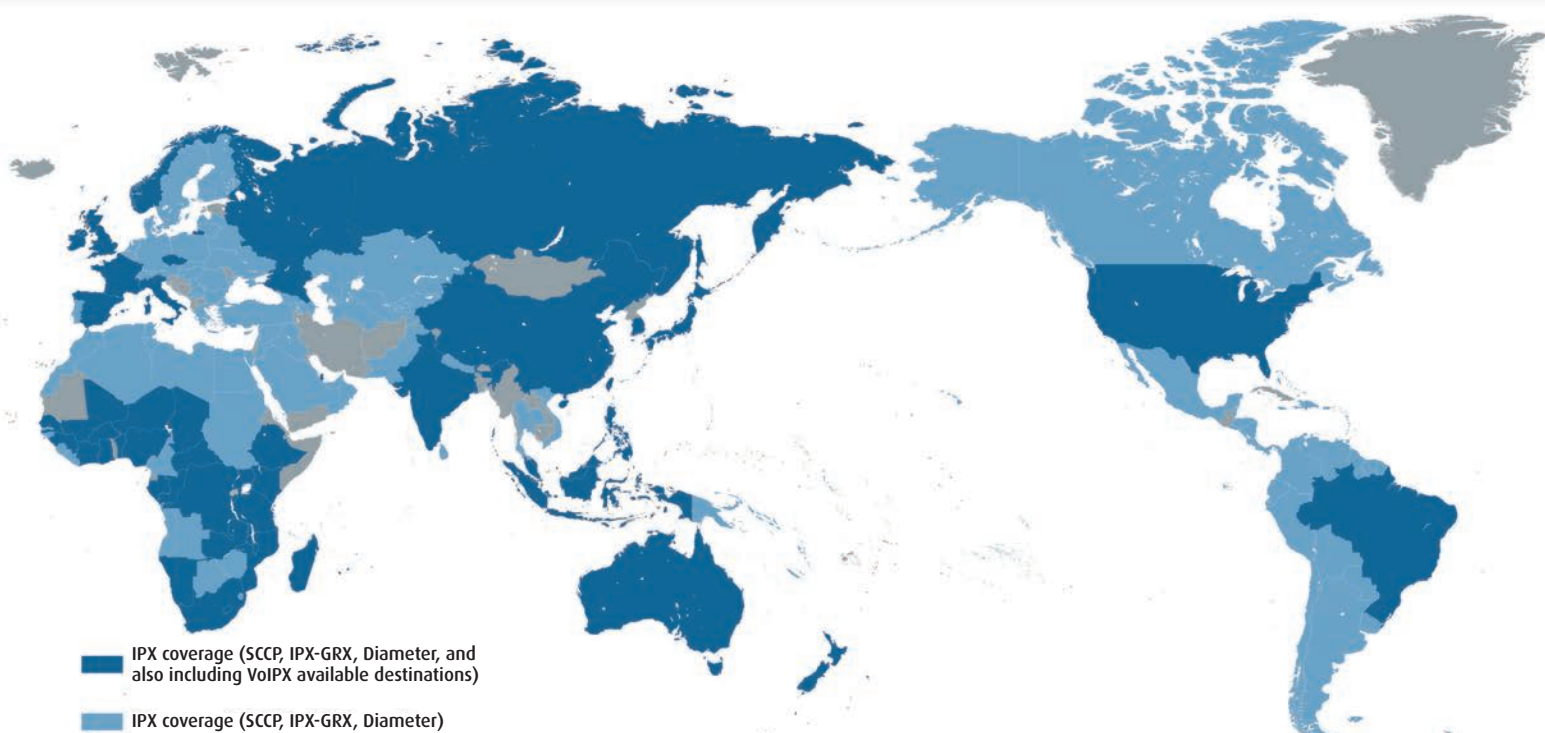 IPX coverage (SCCP, IPX-GRX, Diameter, and
also including VoIPX available destinations)
IPX coverage (SCCP, IPX-GRX, Diameter)